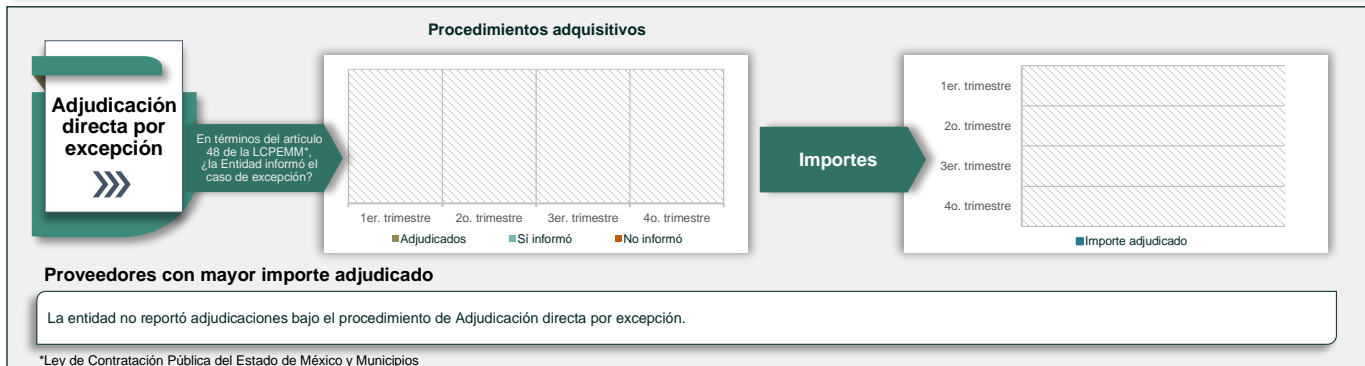 Procedimientos adquisitivos
Adjudicación
directa por
excepción
En términos del artículo
48 de la LCPEMM*,
¿la Entidad informó el
caso de excepción?
1er. trimestre 2o. trimestre 3er. trimestre 4o. trimestre
Adjudicados Sí informó No informó
Importes
1er. trimestre
2o. trimestre
3er. trimestre
4o. trimestre
Importe adjudicado
Proveedores con mayor importe adjudicado
La entidad no reportó adjudicaciones bajo el procedimiento de Adjudicación directa por excepción.
*Ley de Contratación Pública del Estado de México y Municipios